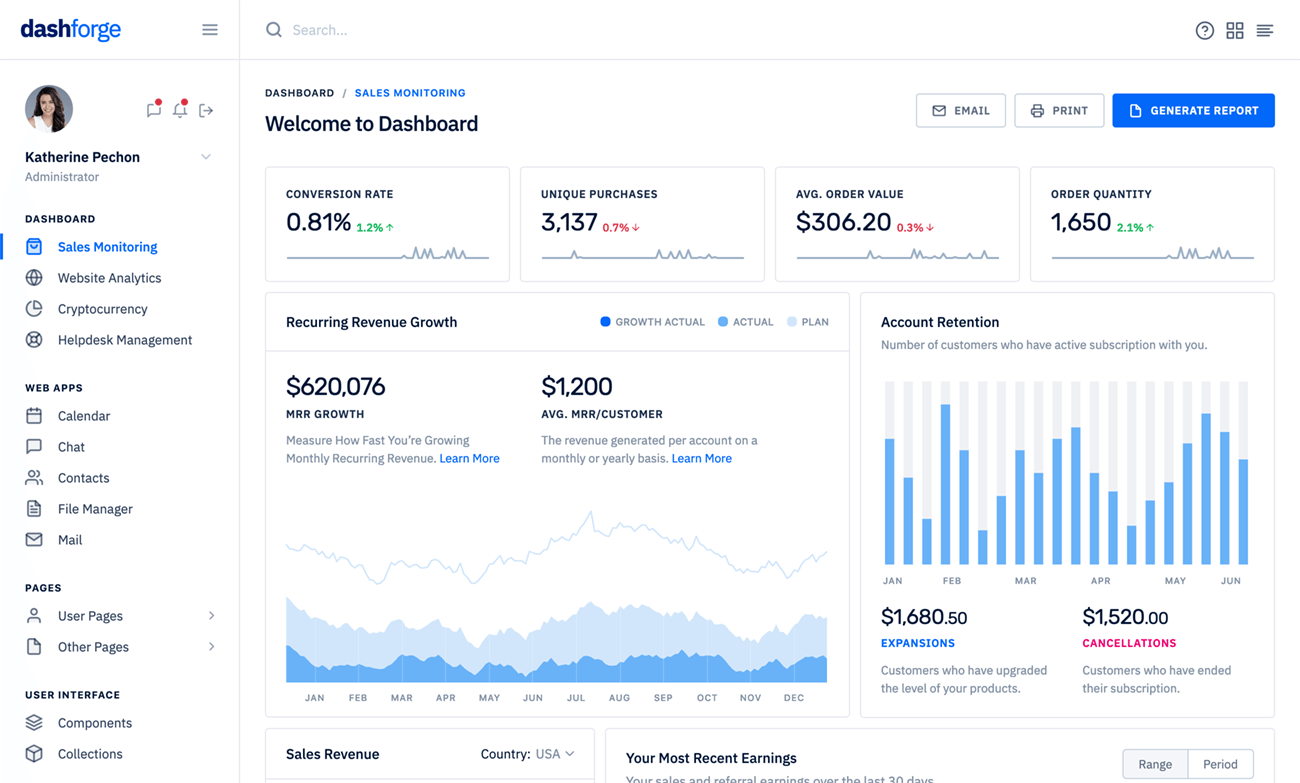 dashforge
Search...
Katherine Pechon
Administrator
DASHBOARD
Sales Monitoring
Website Analytics
Cryptocurrency
Helpdesk Management
WEB APPS
Calendar
Chat
Contacts
File Manager
Mail
PAGES
User Pages
Other Pages
USER INTERFACE
Components
Collections
DASHBOARD / SALES MONITORING
Welcome to Dashboard
EMAIL
PRINT
GENERATE REPORT
CONVERSION RATE
0.81% 1.2% ↑
UNIQUE PURCHASES
3,137 0.7% ↓
AVG. ORDER VALUE
$306.20 0.3% ↓
ORDER QUANTITY
1,650 2.1% ↑
Recurring Revenue Growth
GROWTH ACTUAL
ACTUAL
PLAN
$620,076
MRR GROWTH
Measure How Fast You’re Growing
Monthly Recurring Revenue. Learn More
$1,200
AVG. MRR/CUSTOMER
The revenue generated per account on a
monthly or yearly basis. Learn More
JAN FEB MAR APR MAY JUN JUL AUG SEP OCT NOV DEC
Account Retention
Number of customers who have active subscription with you.
JAN FEB MAR APR MAY JUN
$1,680.50
EXPANSIONS
Customers who have upgraded
the level of your products.
$1,520.00
CANCELLATIONS
Customers who have ended
their subscription.
Sales Revenue
Country: USA
Your Most Recent Earnings
Your sales and referral earnings over the last 30 days
Range
Period